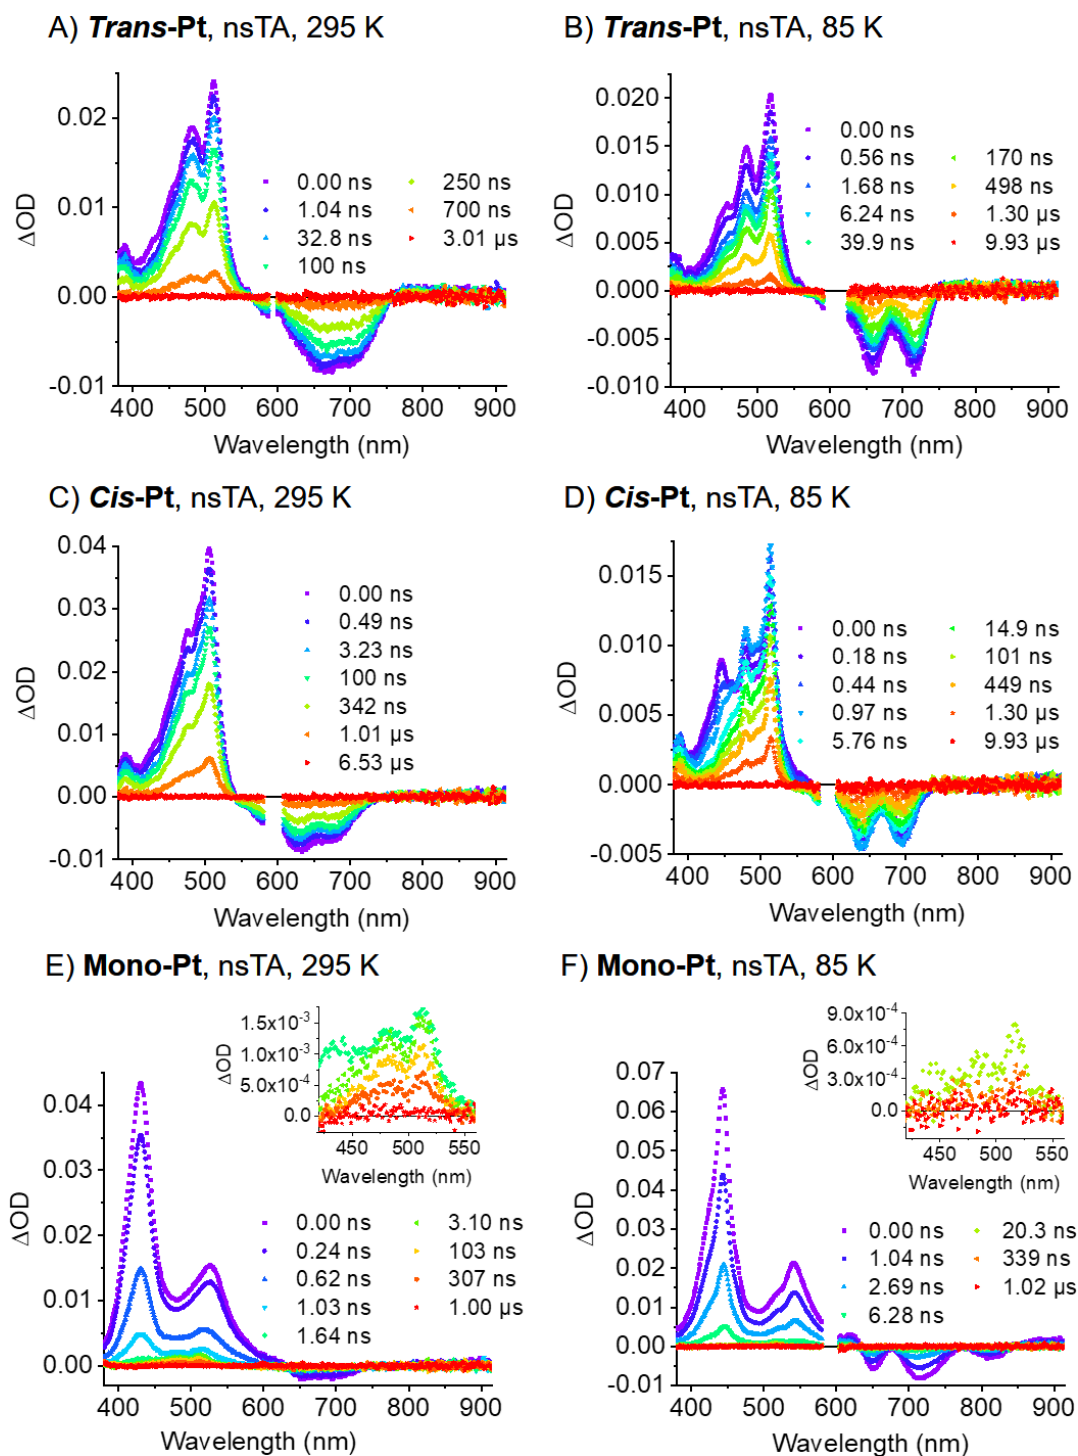 A) Trans-Pt, nsTA, 295 K
ΔOD
0.02
0.01
0.00
-0.01
0.00 ns
1.04 ns
32.8 ns
100 ns
250 ns
700 ns
3.01 µs
400 500 600 700 800 900
Wavelength (nm)
B) Trans-Pt, nsTA, 85 K
ΔOD
0.020
0.015
0.010
0.005
0.000
-0.005
-0.010
0.00 ns
0.56 ns
1.68 ns
6.24 ns
39.9 ns
170 ns
498 ns
1.30 µs
9.93 µs
400 500 600 700 800 900
Wavelength (nm)
C) Cis-Pt, nsTA, 295 K
ΔOD
0.04
0.03
0.02
0.01
0.00
-0.01
0.00 ns
0.49 ns
3.23 ns
100 ns
342 ns
1.01 µs
6.53 µs
400 500 600 700 800 900
Wavelength (nm)
D) Cis-Pt, nsTA, 85 K
ΔOD
0.015
0.010
0.005
0.000
-0.005
0.00 ns
0.18 ns
0.44 ns
0.97 ns
5.76 ns
14.9 ns
101 ns
449 ns
1.30 µs
9.93 µs
400 500 600 700 800 900
Wavelength (nm)
E) Mono-Pt, nsTA, 295 K
ΔOD
1.5x10-3
1.0x10-3
5.0x10-4
0.0
450 500 550
Wavelength (nm)
ΔOD
0.04
0.03
0.02
0.01
0.00
0.00 ns
0.24 ns
0.62 ns
1.03 ns
1.64 ns
3.10 ns
103 ns
307 ns
1.00 µs
400 500 600 700 800 900
Wavelength (nm)
F) Mono-Pt, nsTA, 85 K
ΔOD
9.0x10-4
6.0x10-4
3.0x10-4
0.0
450 500 550
Wavelength (nm)
ΔOD
0.07
0.06
0.05
0.04
0.03
0.02
0.01
0.00
-0.01
0.00 ns
1.04 ns
2.69 ns
6.28 ns
20.3 ns
339 ns
1.02 µs
400 500 600 700 800 900
Wavelength (nm)